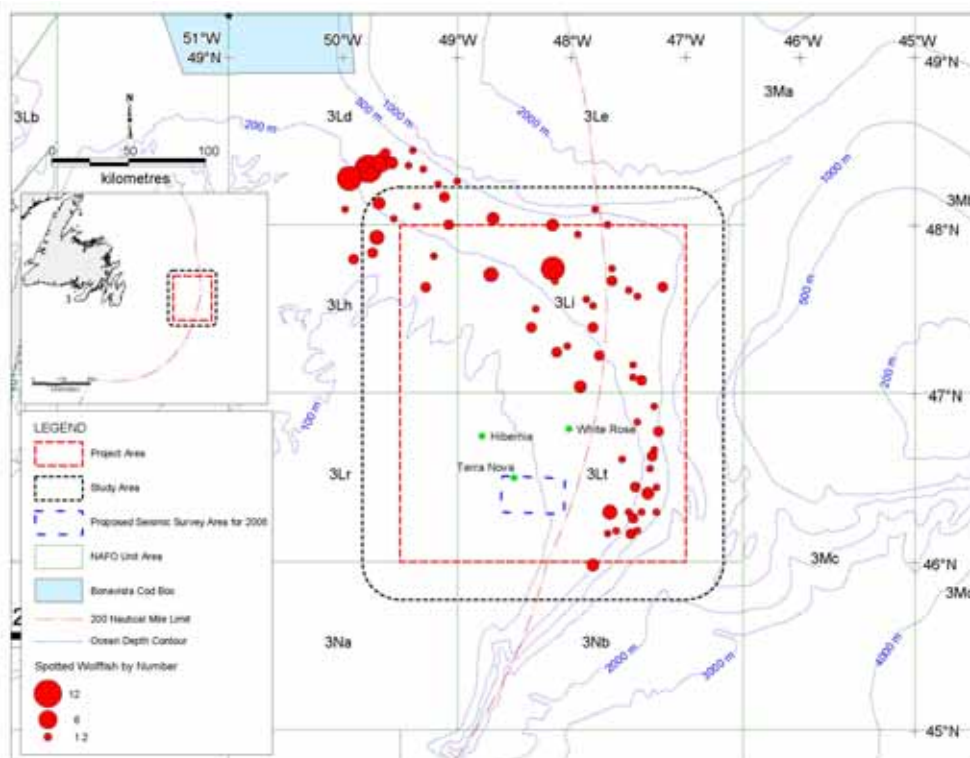 51°W
50°W
49°W
48°W
47°W
46°W
45°W
49°N
49°N
3Lb
3Ld
3Le
3Ma
200 m
500 m
1000 m
2000 m
1000 m
N
0
50
100
kilometres
48°N
3Lh
3Li
500 m
200 m
100 m
47°N
LEGEND
Project Area
Study Area
Proposed Seismic Survey Area for 2006
NAFO Unit Area
Bonavista Cod Box
200 Nautical Mile Limit
Ocean Depth Contour
Spotted Wolffish by Number
12
6
1.2
Hibernia
White Rose
Terra Nova
3Lr
3Lt
46°N
3Mc
3Na
3Nb
2000 m
3000 m
4000 m
45°N